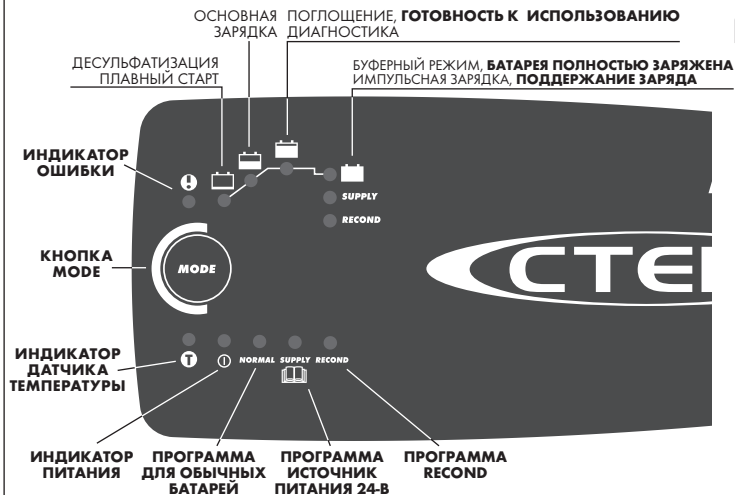 ОСНОВНАЯ
ЗАРЯДКА
ПОГЛОЩЕНИЕ, ГОТОВНОСТЬ К ИСПОЛЬЗОВАНИЮ
ДИАГНОСТИКА
ДЕСУЛЬФАТИЗАЦИЯ
ПЛАВНЫЙ СТАРТ
БУФЕРНЫЙ РЕЖИМ, БАТАРЕЯ ПОЛНОСТЬЮ ЗАРЯЖЕНА
ИМПУЛЬСНАЯ ЗАРЯДКА, ПОДДЕРЖАНИЕ ЗАРЯДА
ИНДИКАТОР
ОШИБКИ
SUPPLY
RECOND
КНОПКА
MODE
MODE
CTE
ИНДИКАТОР
ДАТЧИКА
ТЕМПЕРАТУРЫ
T
NORMAL SUPPLY RECOND
ИНДИКАТОР
ПИТАНИЯ
ПРОГРАММА
ДЛЯ ОБЫЧНЫХ
БАТАРЕЙ
ПРОГРАММА
ИСТОЧНИК
ПИТАНИЯ 24-В
ПРОГРАММА
RECOND